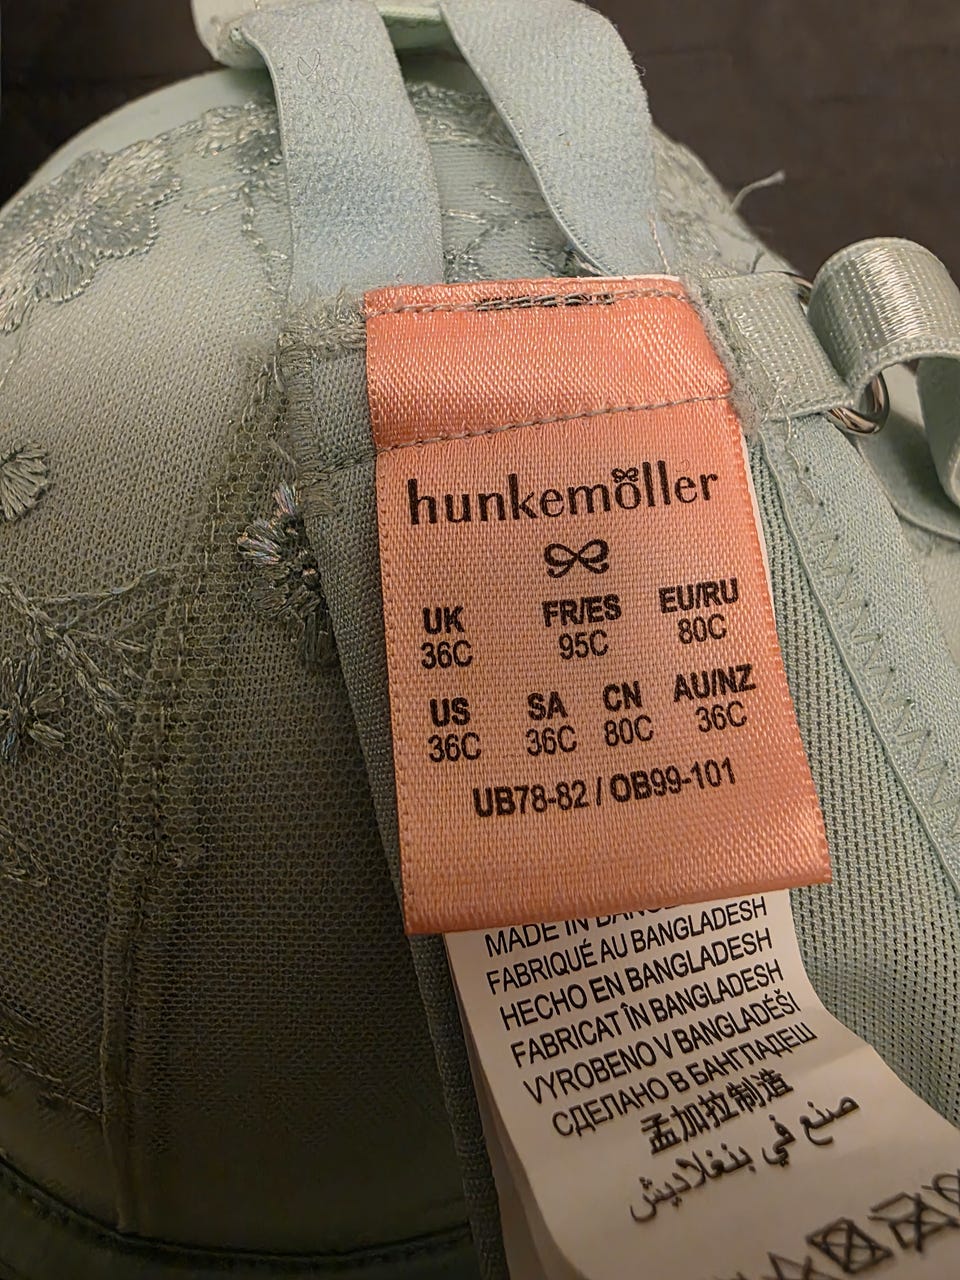 hunkemöller
UK FR/ES EU/RU
36C 95C 80C
US SA CN AU/NZ
36C 36C 80C 36C
UB78-82 / OB99-101
MADE IN
FABRIQUÉ AU BANGLADESH
HECHO EN BANGLADESH
FABRICAT ÎN BANGLADESH
VYROBENO V BANGLADÉŠI
СДЕЛАНО В БАНГЛАДЕШ
孟加拉制造
صنع في بنغلاديش